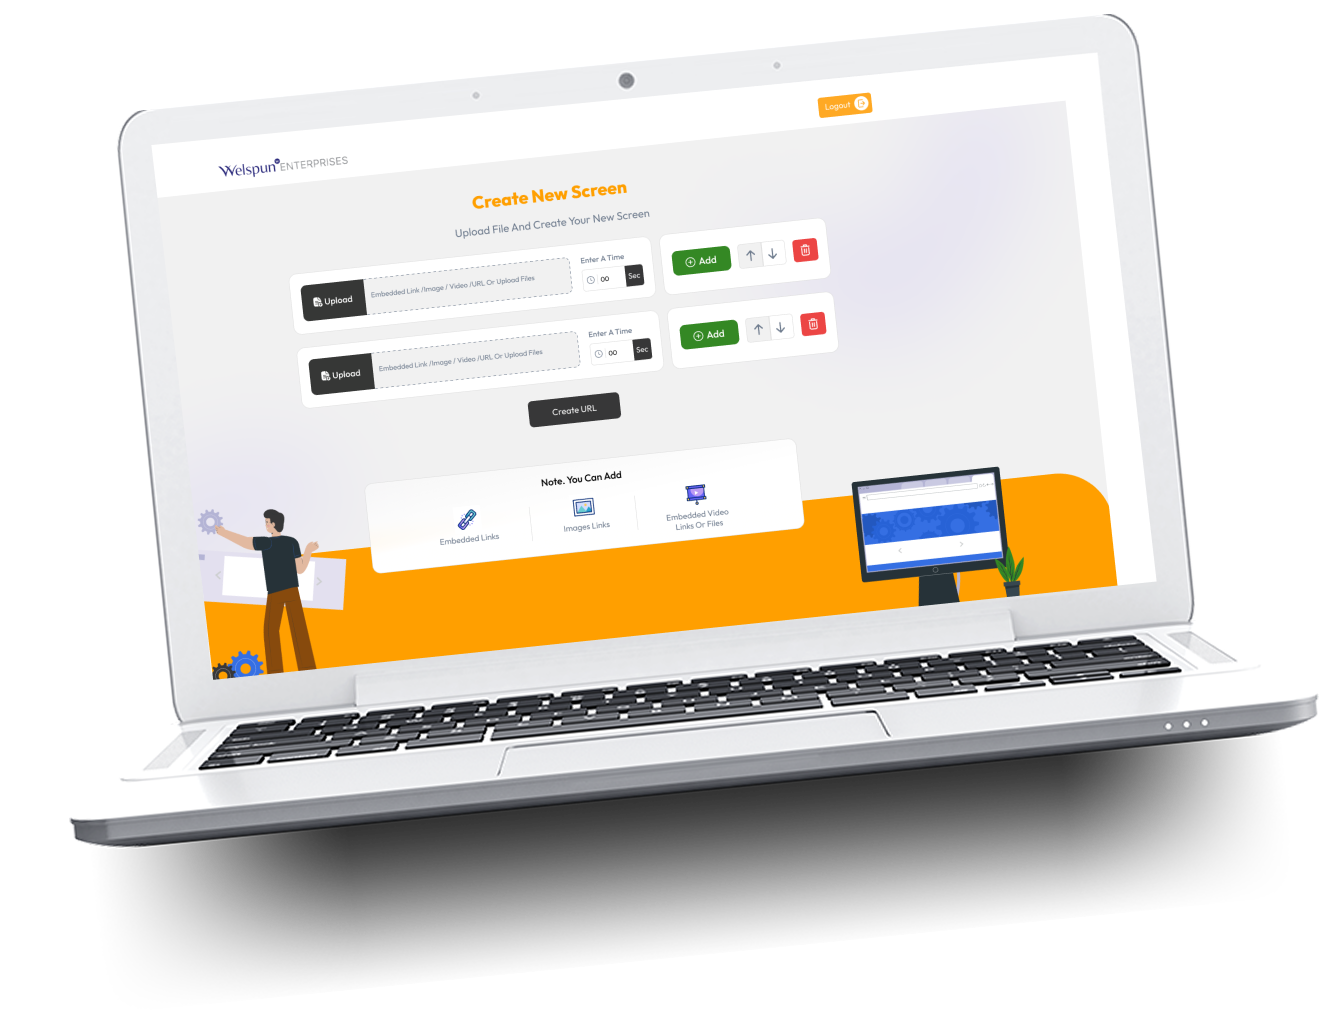 Logout
Welspun ENTERPRISES
Create New Screen
Upload File And Create Your New Screen
Upload
Embedded Link /Image / Video /URL Or Upload Files
Enter A Time
00
Sec
Add
Upload
Embedded Link /Image / Video /URL Or Upload Files
Enter A Time
00
Sec
Add
Create URL
Note. You Can Add
Embedded Links
Images Links
Embedded Video
Links Or Files